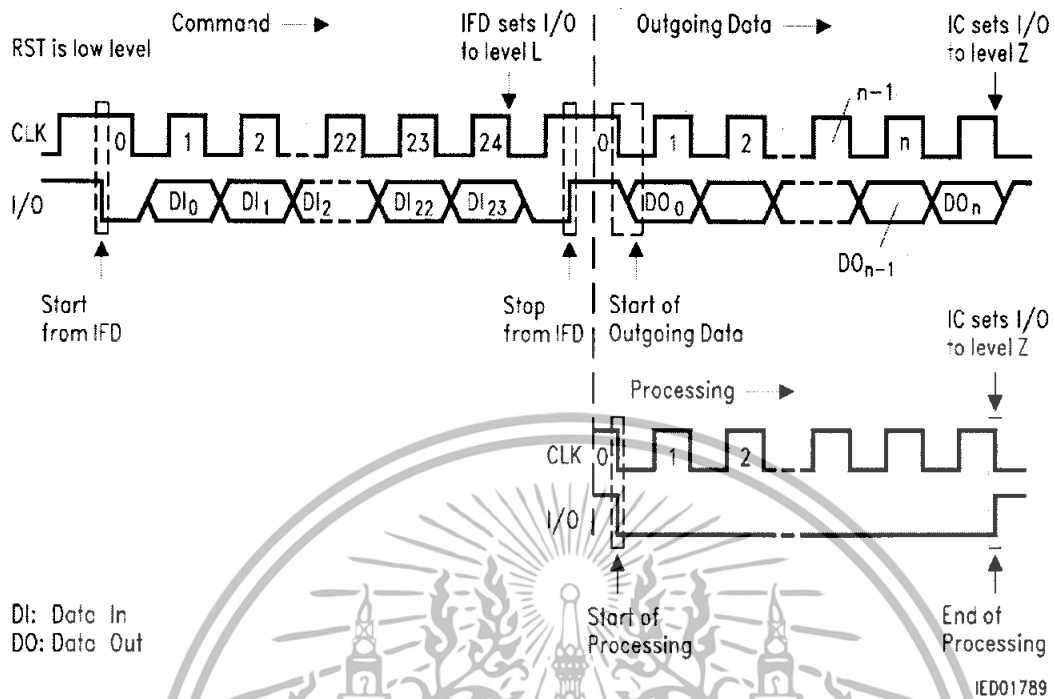 Command
IFD sets I/O
to level L
Outgoing Data
IC sets I/O
to level Z
RST is low level
n-1
CLK
0 1 2 22 23 24 0 1 2 n
I/O
DI0 DI1 DI2 DI22 DI23 DO0 DOn
DOn-1
Start
from IFD
Stop
from IFD
Start of
Outgoing Data
IC sets I/O
to level Z
Processing
CLK 0 1 2
I/O
DI: Data In
DO: Data Out
Start of
Processing
End of
Processing
IED01789